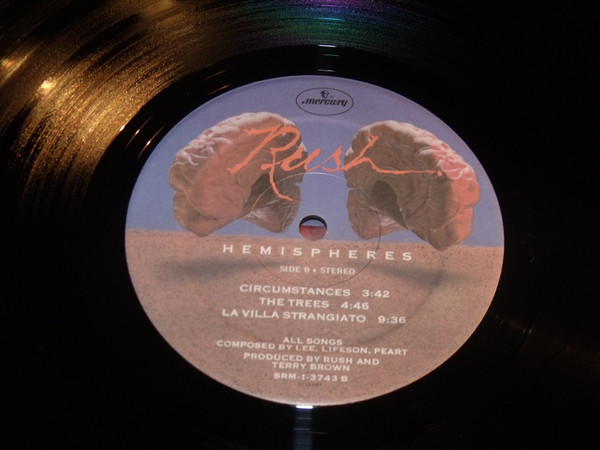 mercury
Rush
HEMISPHERES
SIDE B • STEREO
CIRCUMSTANCES 3:42
THE TREES 4:46
LA VILLA STRANGIATO 9:36
ALL SONGS
COMPOSED BY LEE, LIFESON, PEART
PRODUCED BY RUSH AND
TERRY BROWN
SRM-1-3743 B